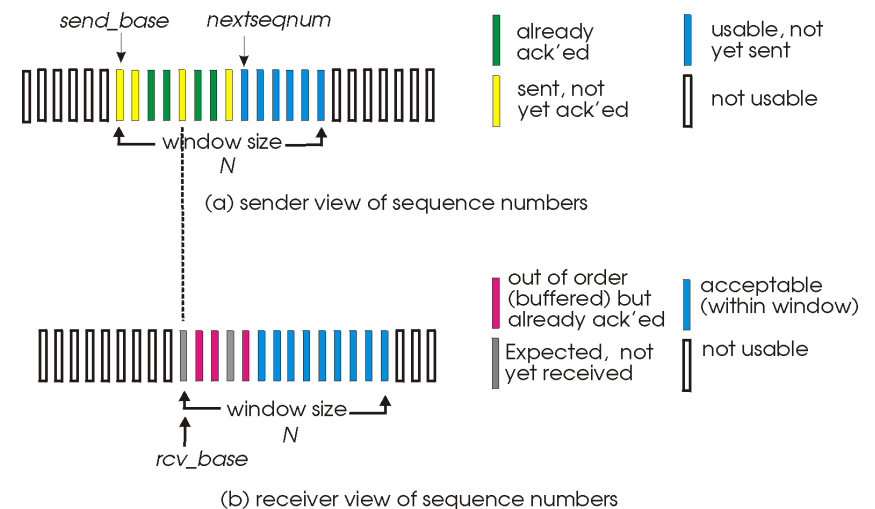 send_base
nextseqnum
already
ack'ed
usable, not
yet sent
sent, not
yet ack'ed
not usable
window size
N
(a) sender view of sequence numbers
out of order
(buffered) but
already ack'ed
acceptable
(within window)
Expected, not
yet received
not usable
window size
N
rcv_base
(b) receiver view of sequence numbers